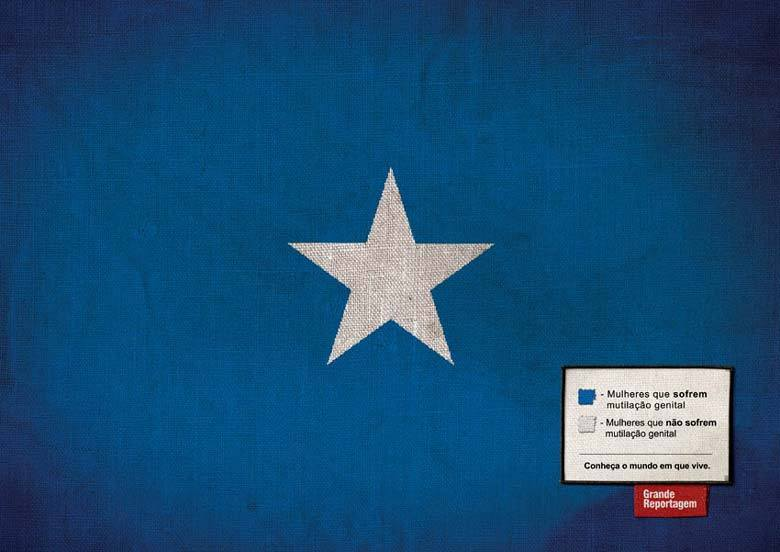 - Mulheres que sofrem
mutilação genital
- Mulheres que não sofrem
mutilação genital
Conheça o mundo em que vive.
Grande
Reportagem